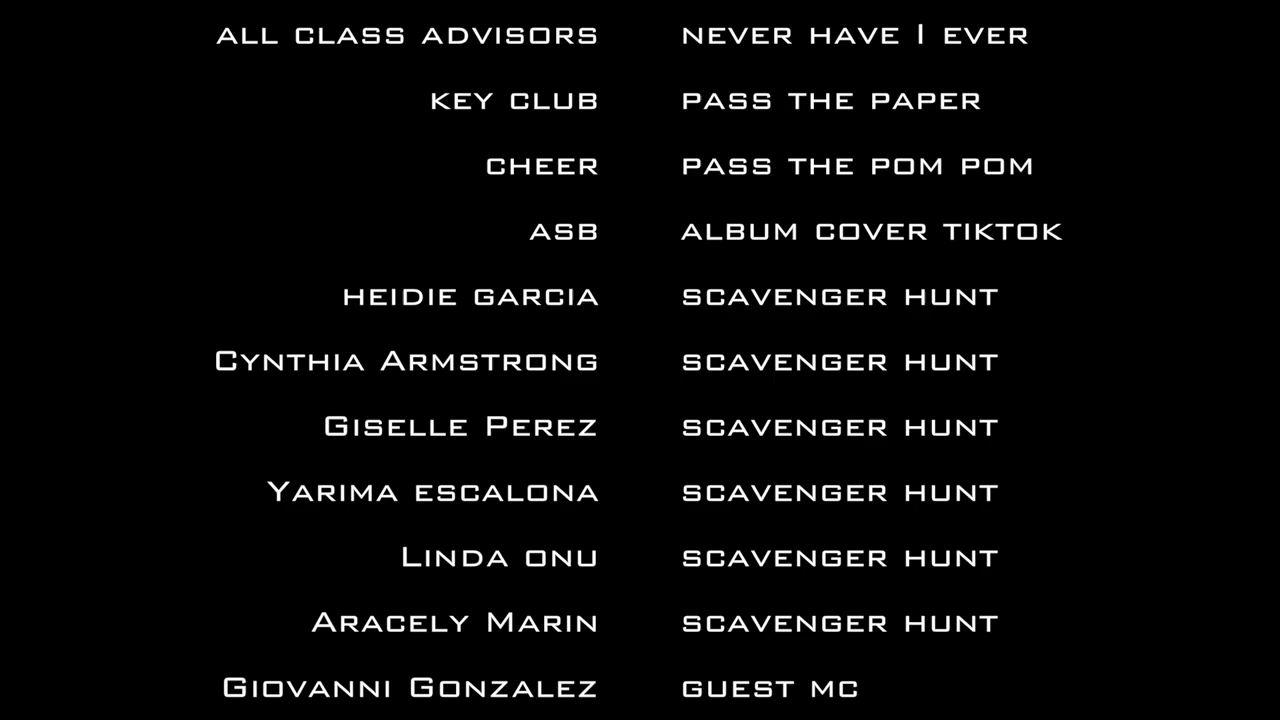 ALL CLASS ADVISORS NEVER HAVE I EVER
KEY CLUB PASS THE PAPER
CHEER PASS THE POM POM
ASB ALBUM COVER TIKTOK
HEIDIE GARCIA SCAVENGER HUNT
CYNTHIA ARMSTRONG SCAVENGER HUNT
GISELLE PEREZ SCAVENGER HUNT
YARIMA ESCALONA SCAVENGER HUNT
LINDA ONU SCAVENGER HUNT
ARACELY MARIN SCAVENGER HUNT
GIOVANNI GONZALEZ GUEST MC